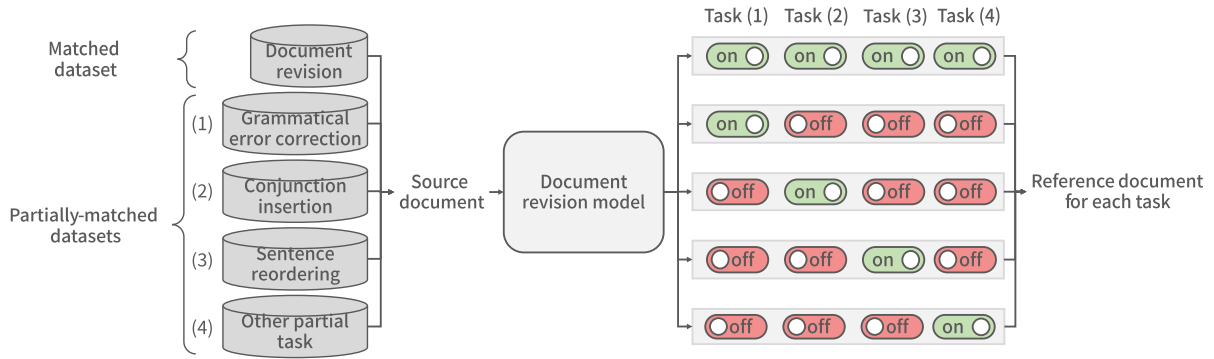 Matched
dataset
Document
revision
Partially-matched
datasets
(1)
Grammatical
error correction
(2)
Conjunction
insertion
(3)
Sentence
reordering
(4)
Other partial
task
Source
document
Document
revision model
Task (1) Task (2) Task (3) Task (4)
on on on on
on off off off
off on off off
off off on off
off off off on
Reference document
for each task